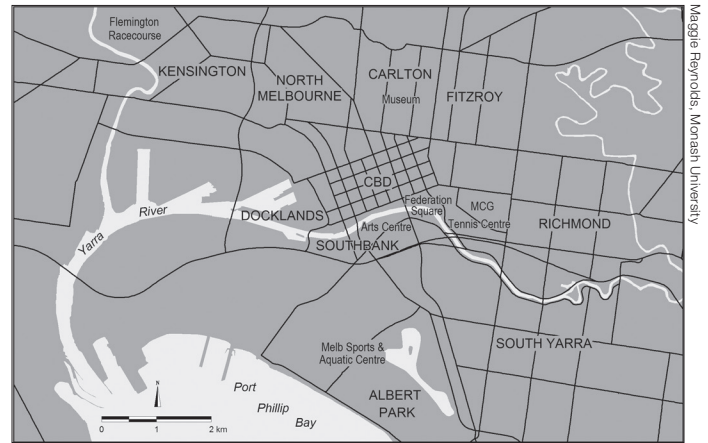 Flemington
Racecourse
KENSINGTON
NORTH
MELBOURNE
CARLTON
Museum
FITZROY
CBD
Federation
Square
MCG
Tennis Centre
RICHMOND
DOCKLANDS
Arts Centre
SOUTHBANK
Yarra
River
SOUTH YARRA
Melb Sports &
Aquatic Centre
ALBERT
PARK
Port
Phillip
Bay
N
0 1 2 km
Maggie Reynolds, Monash University